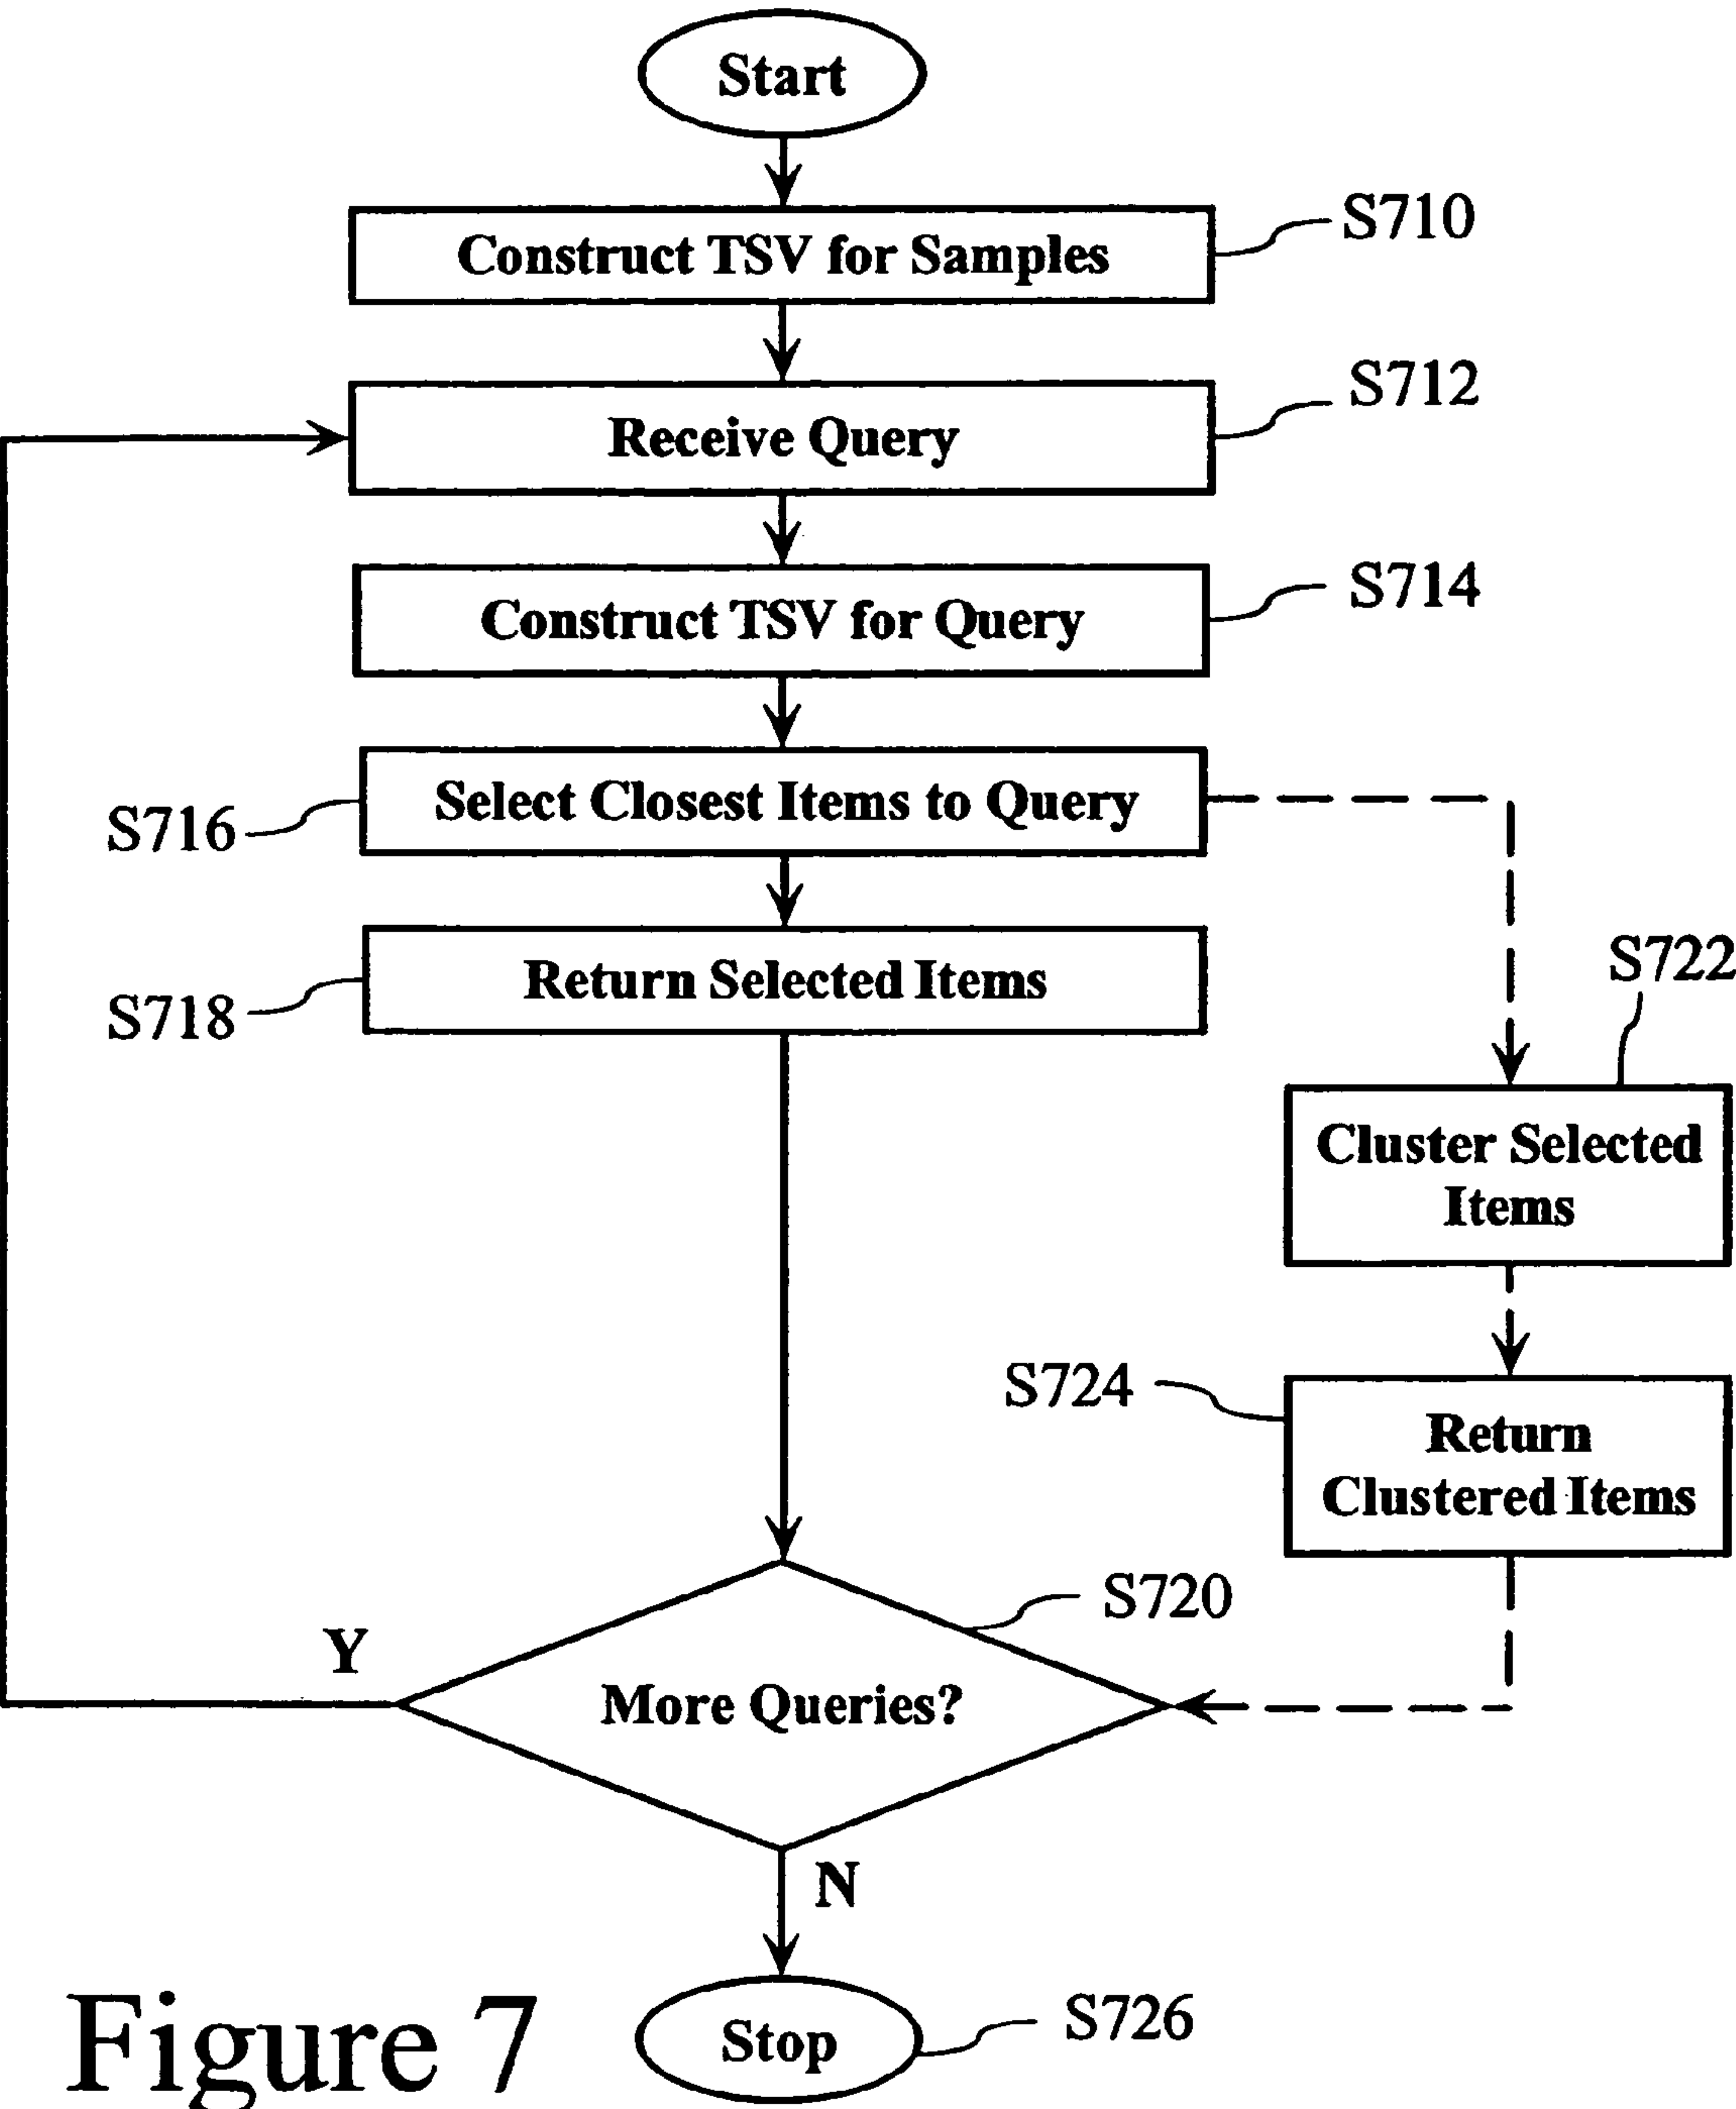 Start
Construct TSV for Samples
S710
Receive Query
S712
Construct TSV for Query
S714
Select Closest Items to Query
S716
Return Selected Items
S718
S722
Cluster Selected
Items
S724
Return
Clustered Items
S720
More Queries?
Y
N
Stop
S726
Figure 7